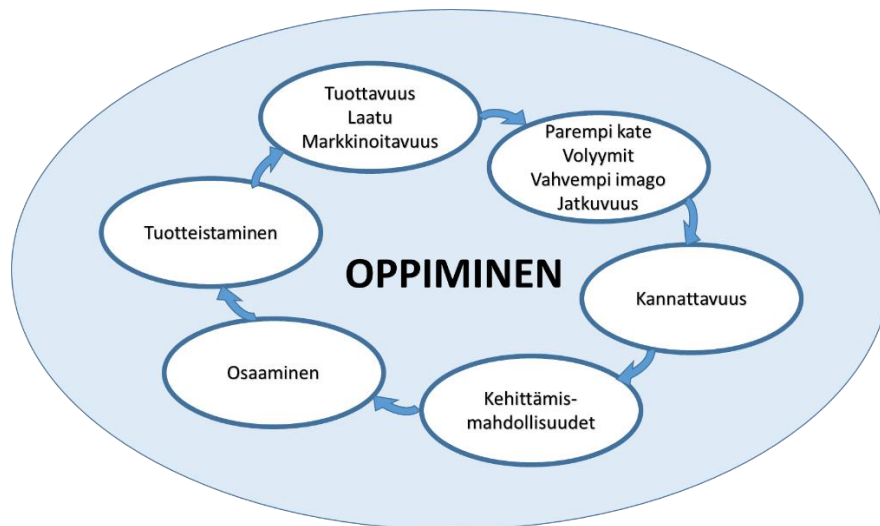 Tuottavuus
Laatu
Markkinoitavuus
Parempi kate
Volyymit
Vahvempi imago
Jatkuvuus
Tuotteistaminen
OPPIMINEN
Kannattavuus
Osaaminen
Kehittämis-
mahdollisuudet